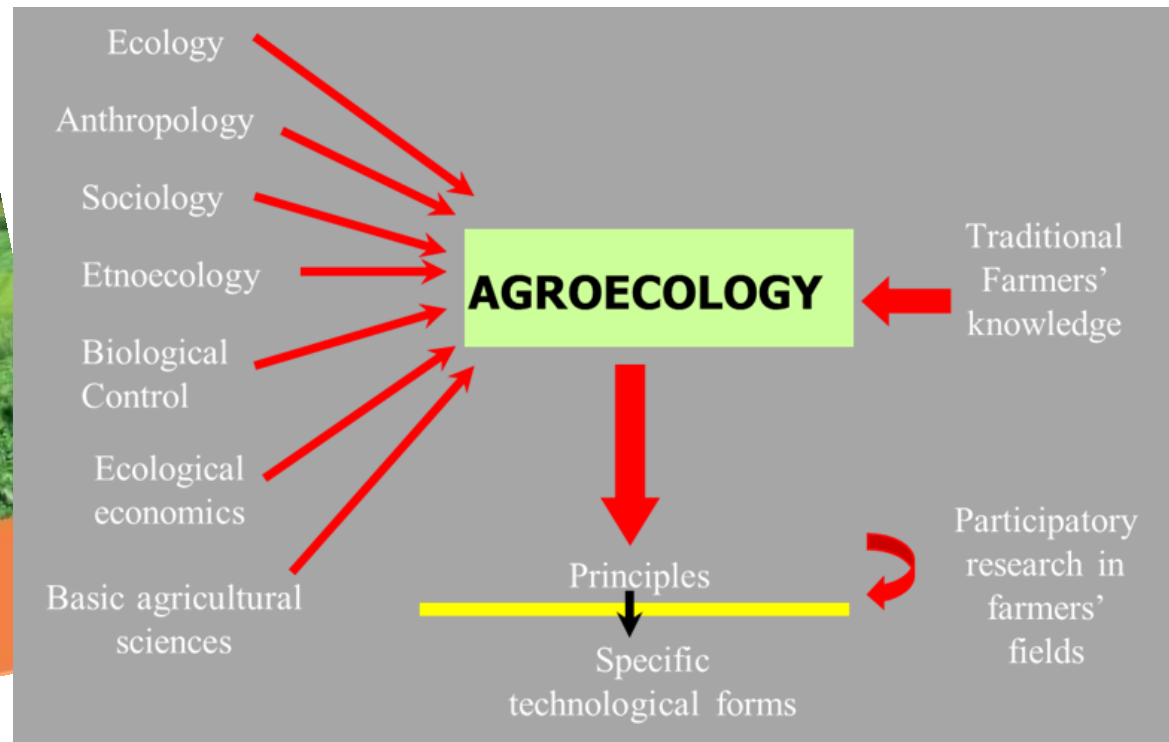 Ecology
Anthropology
Sociology
Etnoecology
Biological
Control
Ecological
economics
Basic agricultural
sciences
AGROECOLOGY
Traditional
Farmers’
knowledge
Principles
Specific
technological forms
Participatory
research in
farmers’
fields